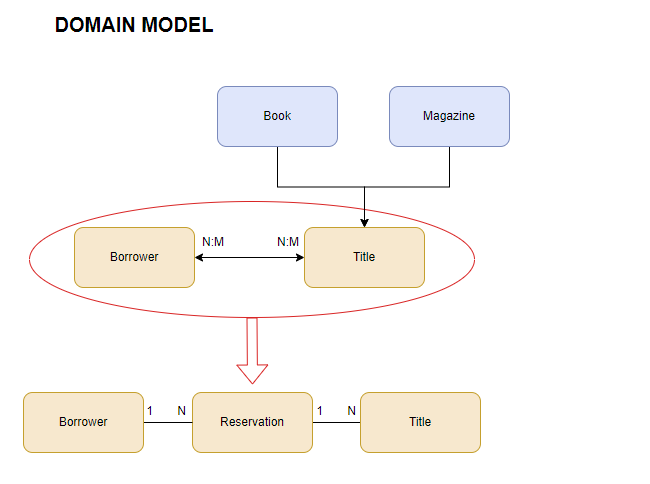 DOMAIN MODEL
Book
Magazine
N:M
N:M
Borrower
Title
1
N
1
N
Borrower
Reservation
Title